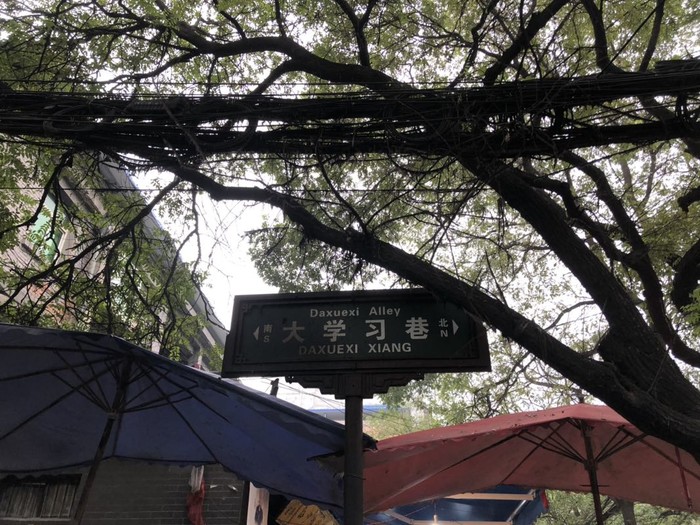 Daxuexi Alley
南 大学习巷 北
S N
DAXUEXI XIANG